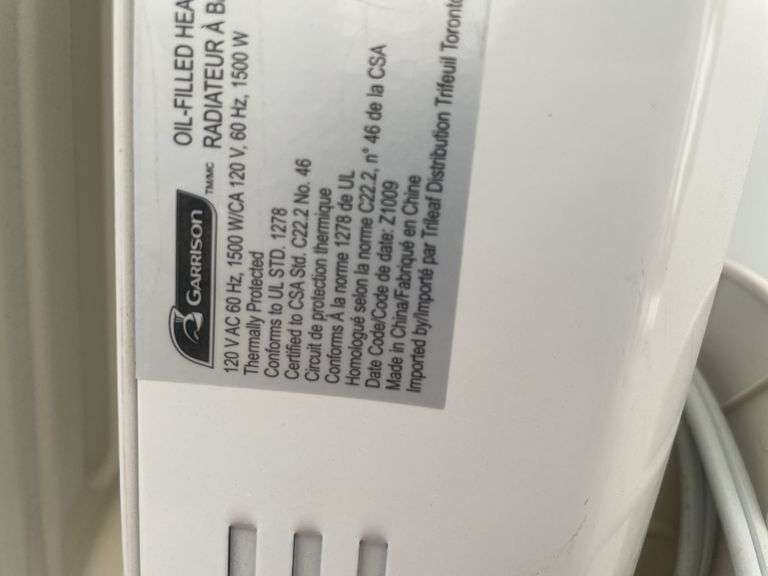 GARRISON TM/MC
OIL-FILLED
RADIATEUR À
120 V AC 60 Hz, 1500 W/CA 120 V, 60 Hz, 1500 W
Thermally Protected
Conforms to UL STD. 1278
Certified to CSA Std. C22.2 No. 46
Circuit de protection thermique
Conforms À la norme 1278 de UL
Homologué selon la norme C22.2, n° 46 de la CSA
Date Code/Code de date: Z1009
Made in China/Fabriqué en Chine
Imported by/Importé par Trileaf Distribution Trifeuil Toronto